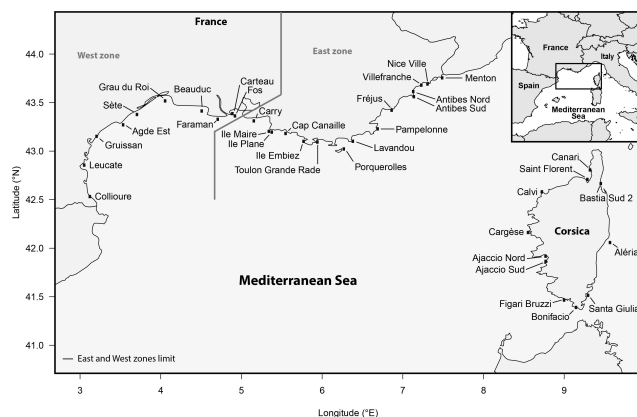 France
West zone
East zone
44.0
43.5
43.0
42.5
42.0
41.5
41.0
Latitude (°N)
Grau du Roi
Beauduc
Carteau
Fos
Sète
Agde Est
Gruissan
Leucate
Collioure
Faraman
Carry
Ile Maire
Ile Plane
Cap Canaille
Ile Embiez
Toulon Grande Rade
Porquerolles
Lavandou
Pampelonne
Fréjus
Antibes Nord
Antibes Sud
Nice Ville
Villefranche
Menton
France
Italy
Spain
Mediterranean
Sea
Canari
Saint Florent
Calvi
Bastia Sud 2
Cargèse
Corsica
Aléria
Ajaccio Nord
Ajaccio Sud
Figari Bruzzi
Bonifacio
Santa Giulia
Mediterranean Sea
East and West zones limit
3 4 5 6 7 8 9
Longitude (°E)